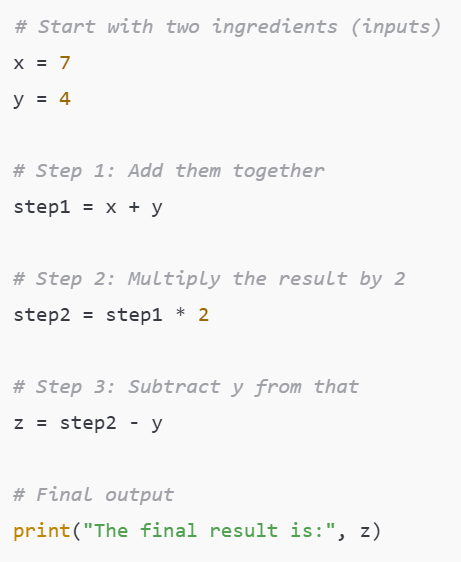 # Start with two ingredients (inputs)
x = 7
y = 4
# Step 1: Add them together
step1 = x + y
# Step 2: Multiply the result by 2
step2 = step1 * 2
# Step 3: Subtract y from that
z = step2 - y
# Final output
print("The final result is:", z)